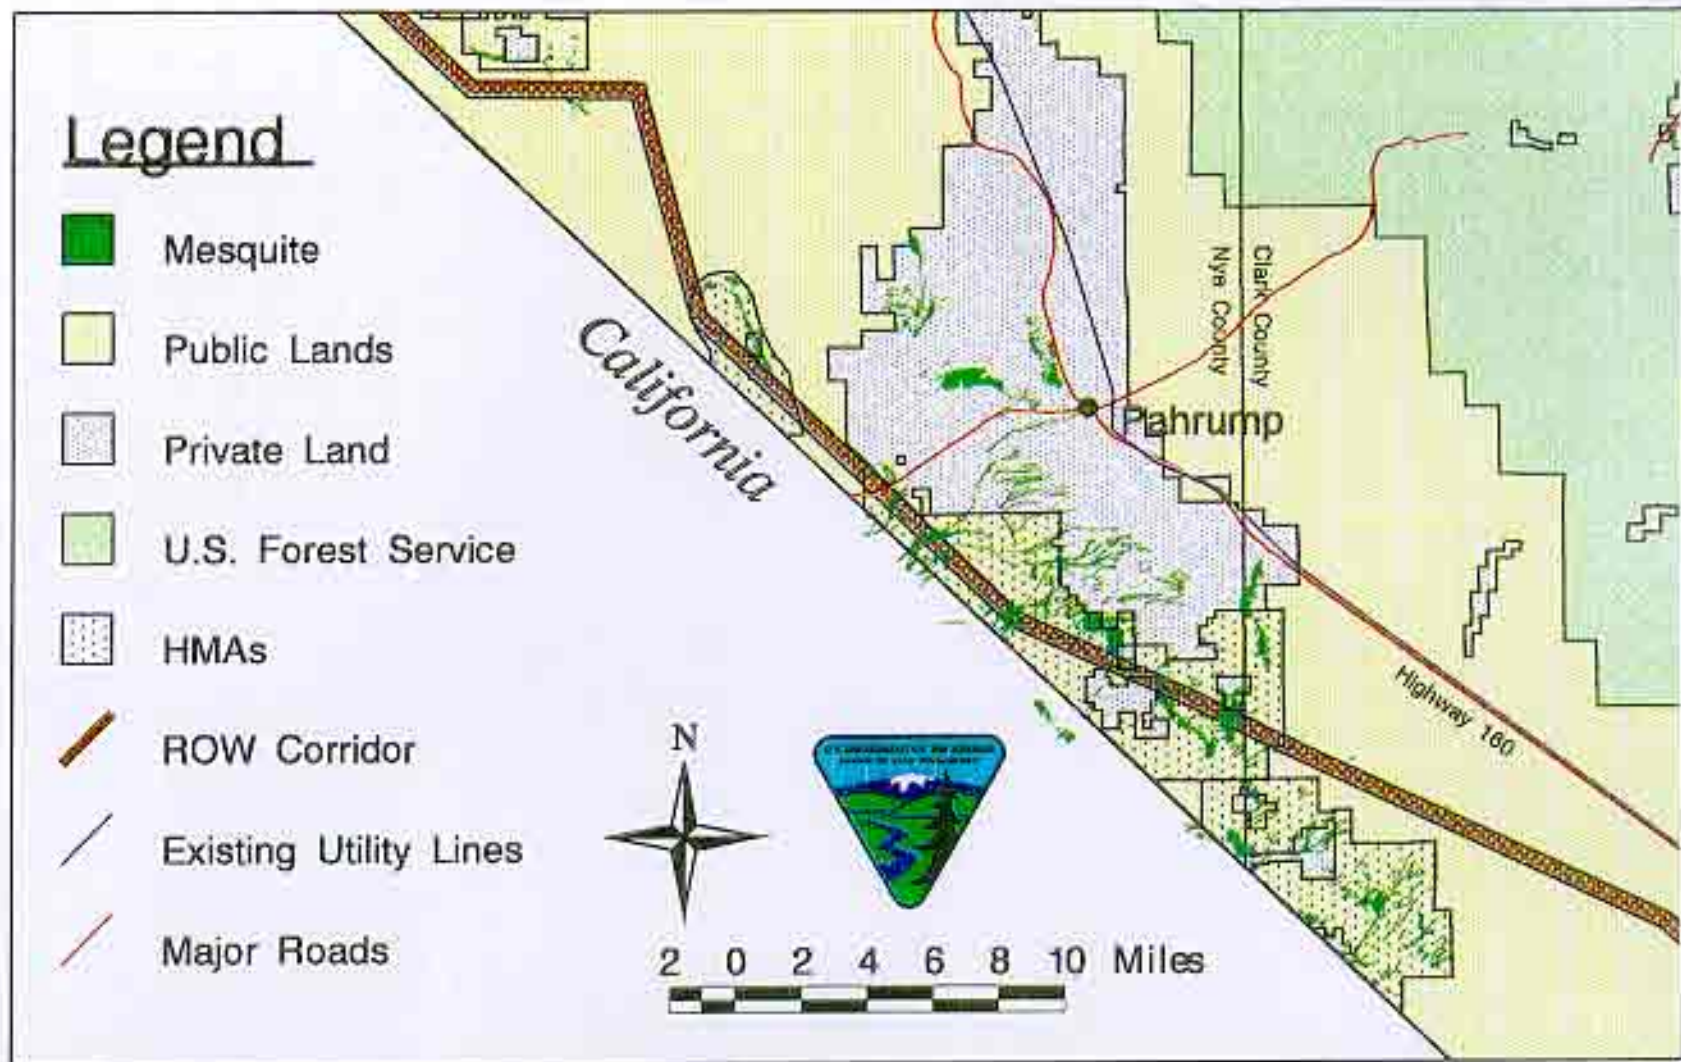 Legend
Mesquite
Public Lands
Private Land
U.S. Forest Service
HMAs
ROW Corridor
Existing Utility Lines
Major Roads
California
Pahrump
Clark County
Nye County
Highway 160
N
2 0 2 4 6 8 10 Miles